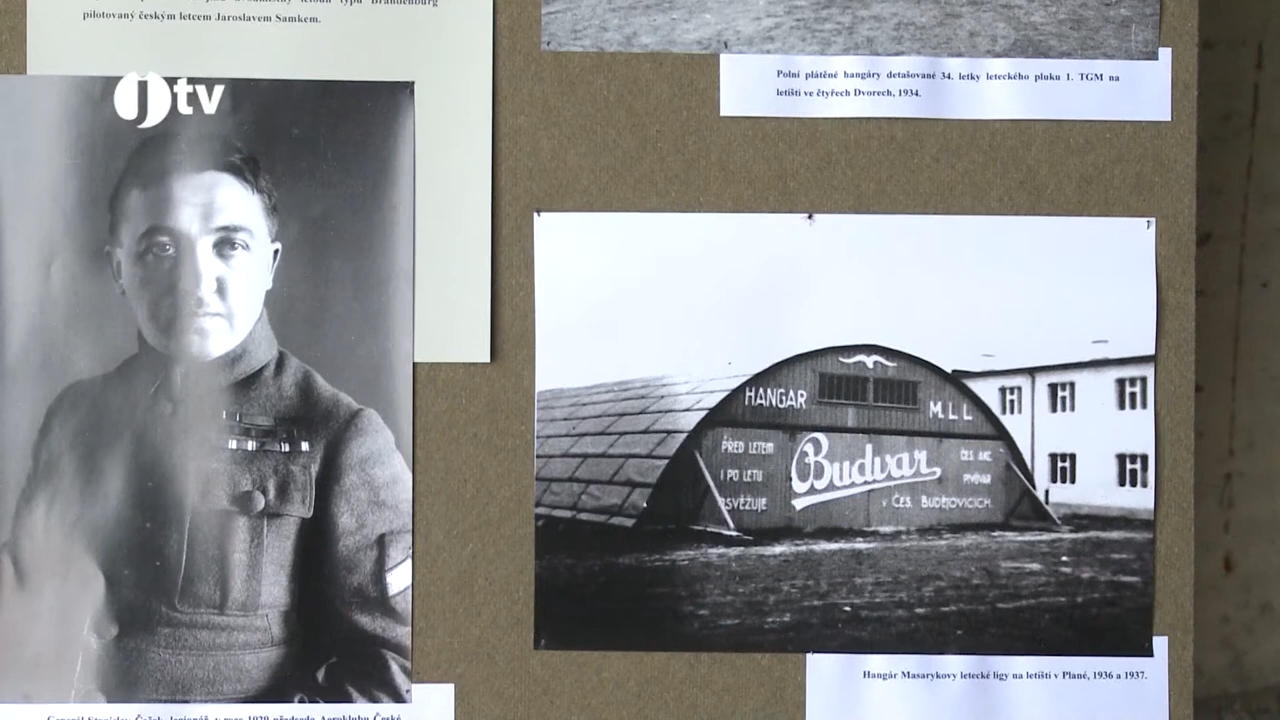 pilotovaný českým letcem Jaroslavem Samkem.
jtv
Polní plátěné hangáry detašované 34. letky leteckého pluku 1. TGM na
letišti ve čtyřech Dvorech, 1934.
HANGAR
M.L.L
PŘED LETEM
I PO LETU
OSVĚŽUJE
Budvar
ČES. AKC.
PIVOVAR
v ČES. BUDĚJOVICÍCH.
Hangár Masarykovy letecké ligy na letišti v Plané, 1936 a 1937.